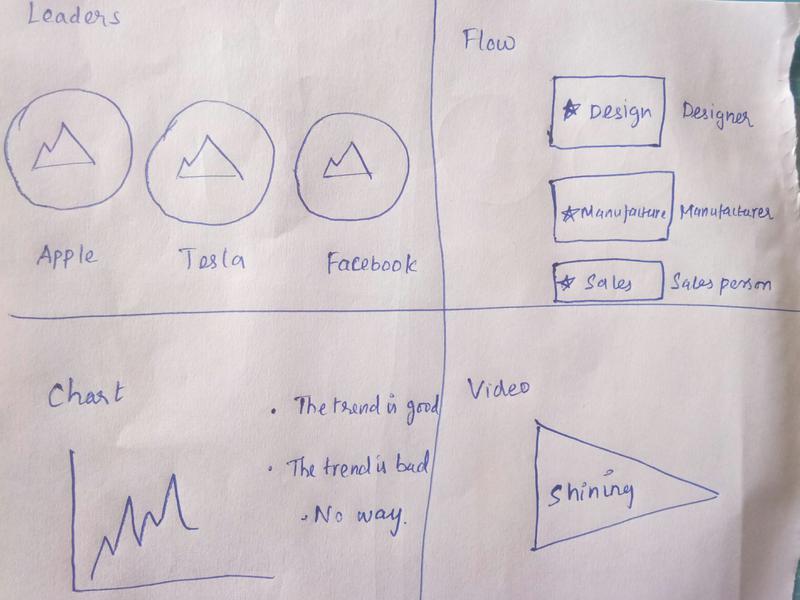 Leaders
Apple
Tesla
Facebook
Flow
Design Designer
Manufacture Manufacturer
Sales Sales person
Chart
• The trend is good
• The trend is bad
• No way.
Video
Shining